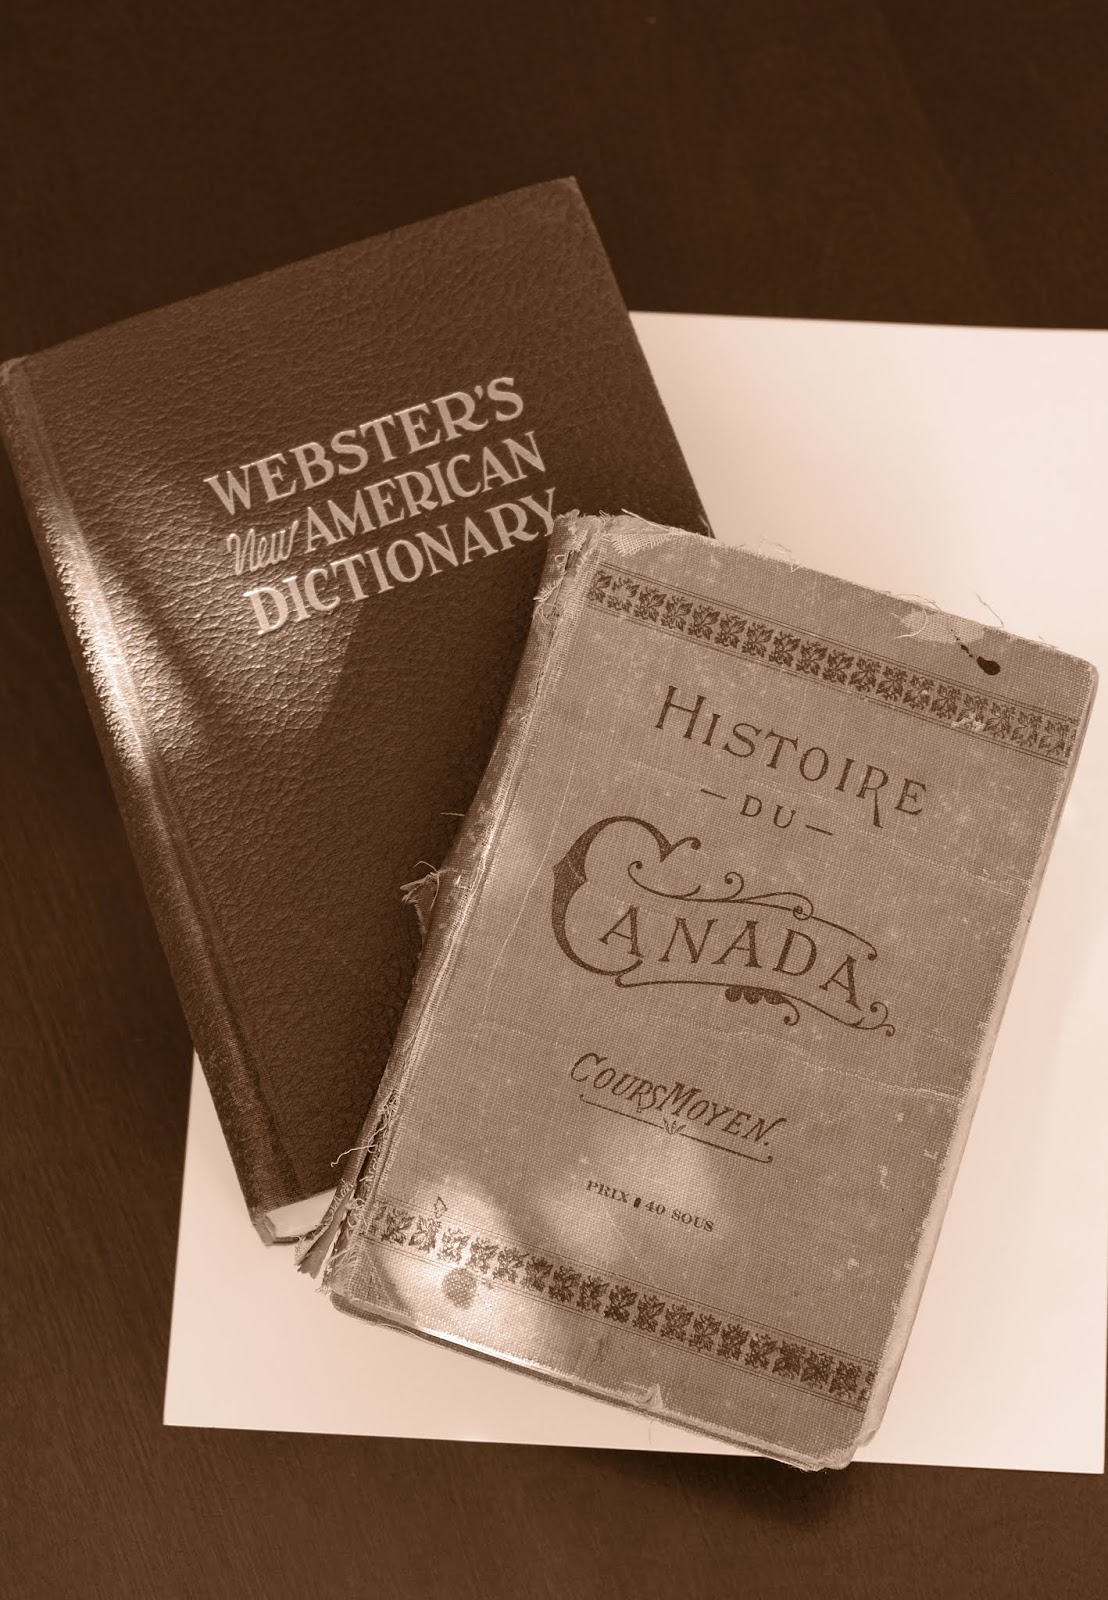 WEBSTER'S
New AMERICAN
DICTIONARY
HISTOIRE
— DU —
CANADA
COURS MOYEN.
PRIX : 40 SOUS